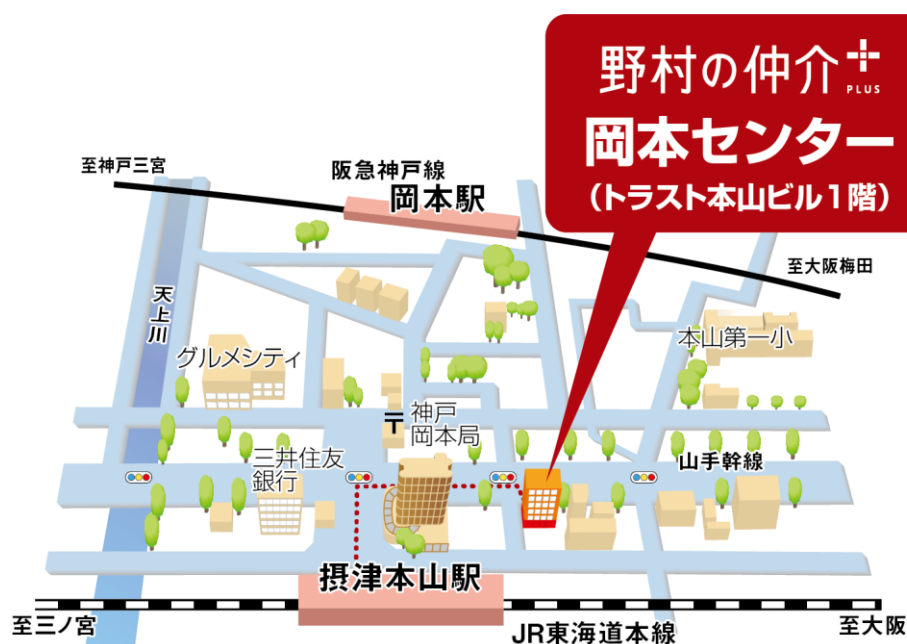 野村の仲介+
PLUS
岡本センター
(トラスト本山ビル1階)
至神戸三宮
阪急神戸線
岡本駅
至大阪梅田
天上川
グルメシティ
本山第一小
〒神戸
岡本局
三井住友
銀行
山手幹線
摂津本山駅
至三ノ宮
JR東海道本線
至大阪